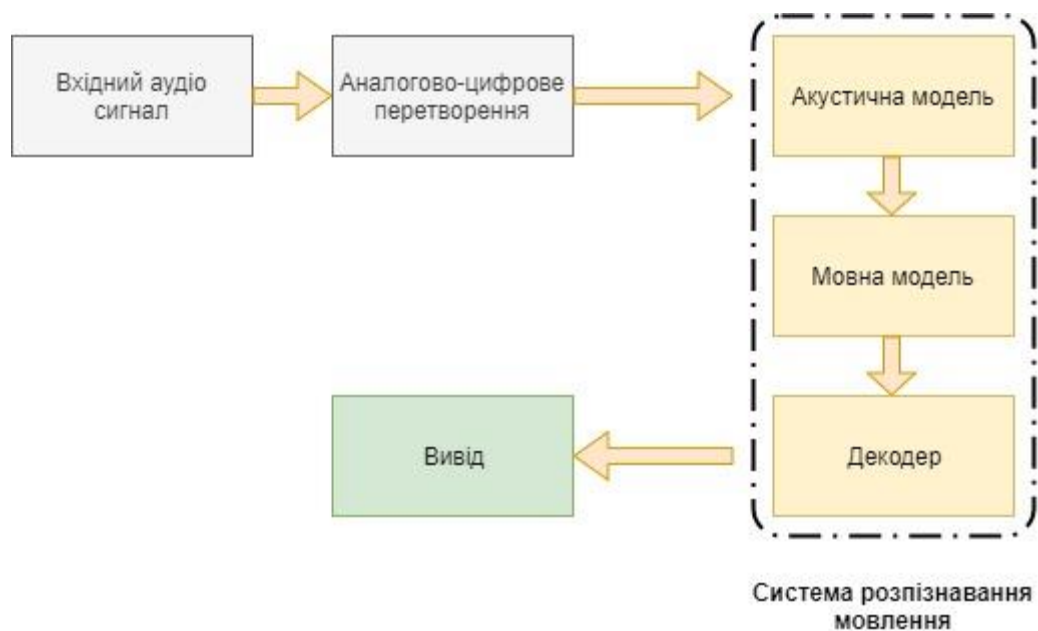 Вхідний аудіо
сигнал
Аналогово-цифрове
перетворення
Акустична модель
Мовна модель
Вивід
Декодер
Система розпізнавання
мовлення